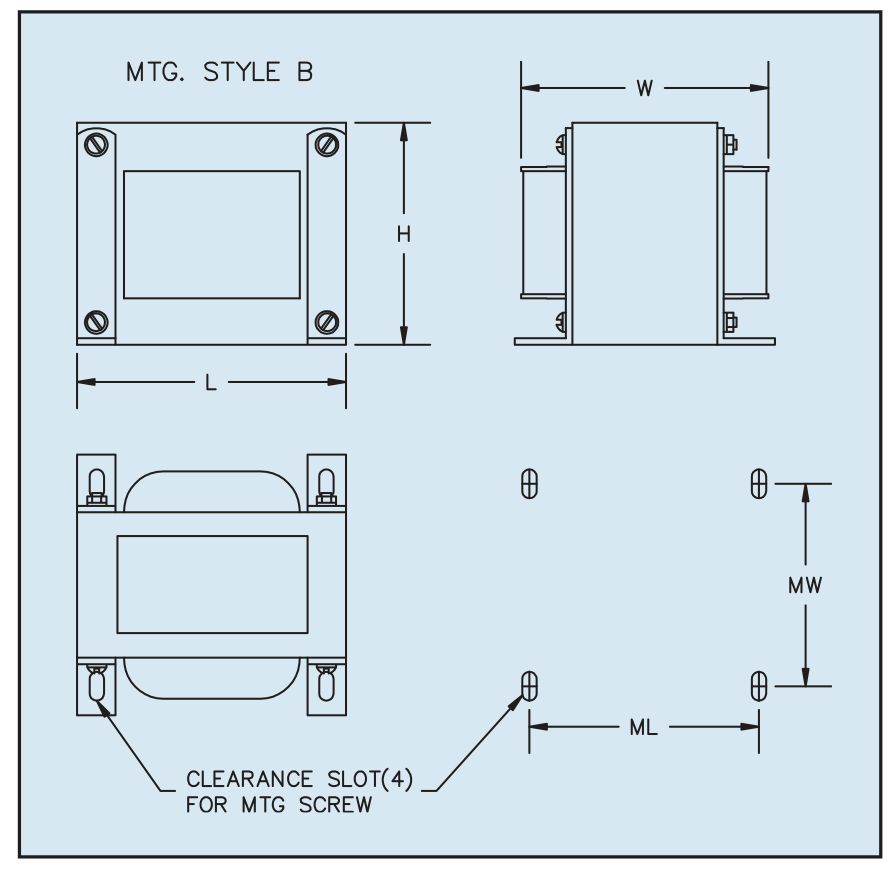 MTG. STYLE B
W
H
L
MW
ML
CLEARANCE SLOT(4)
FOR MTG SCREW